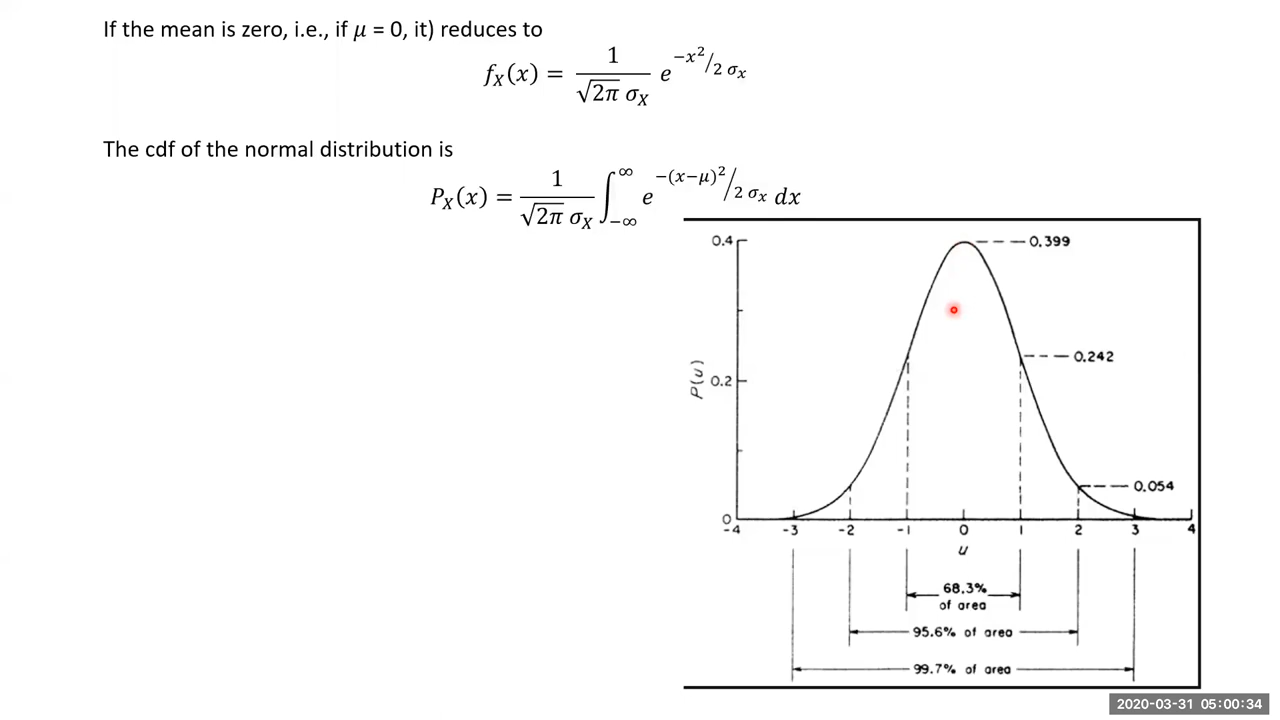 If the mean is zero, i.e., if μ = 0, it) reduces to
f_X(x) = 1/(√2π σ_X) e^(−x²/2 σ_x)
The cdf of the normal distribution is
P_X(x) = 1/(√2π σ_X) ∫_−∞^∞ e^(−(x−μ)²/2 σ_x) dx
0.4
0.399
0.242
P(u)
0.2
0.054
0
-4 -3 -2 -1 0 1 2 3 4
u
68.3%
of area
95.6% of area
99.7% of area
2020-03-31 05:00:34